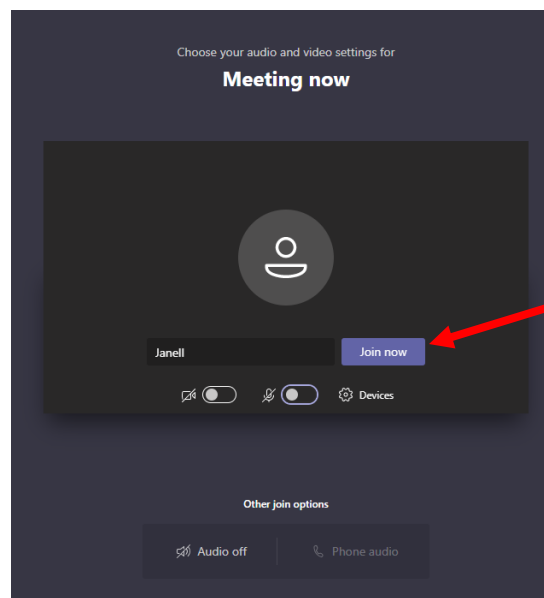 Choose your audio and video settings for
Meeting now
Janell
Join now
Devices
Other join options
Audio off
Phone audio